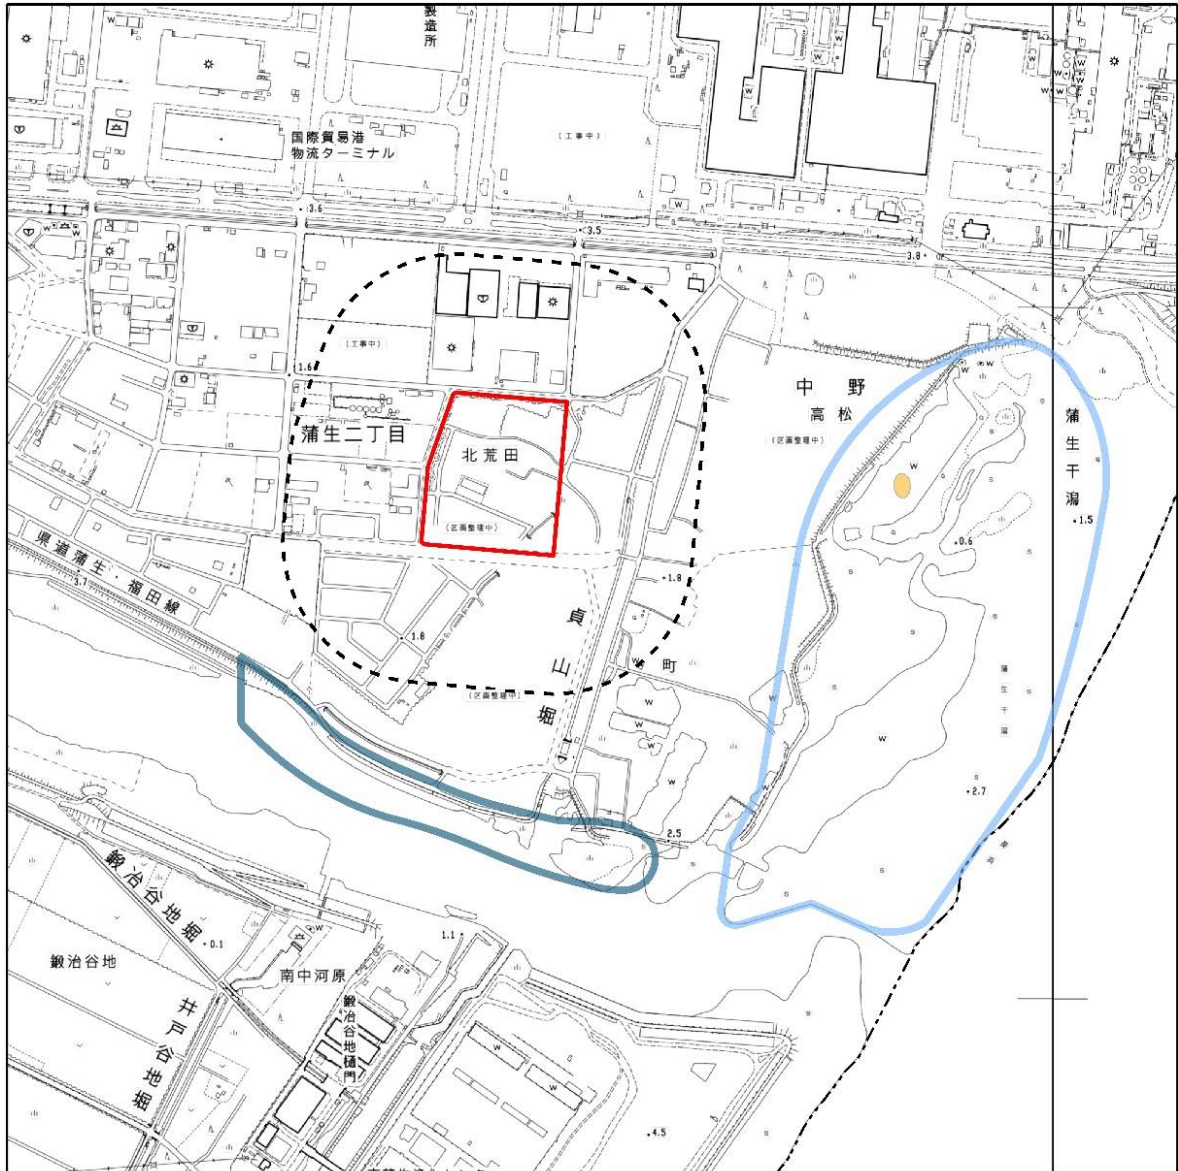 製造所
国際貿易港
物流ターミナル
(工事中)
3.6
3.5
3.8
(工事中)
1.6
中野
高松
(区画整理中)
蒲生干潟
蒲生二丁目
北荒田
(区画整理中)
1.5
0.6
県道蒲生・福田線
3.7
1.8
1.8
貞山堀
町
(区画整理中)
蒲生干潟
2.7
2.5
鍛冶谷地堀
0.1
1.1
鍛冶谷地
南中河原
井戸谷地堀
鍛冶谷地樋門
4.5